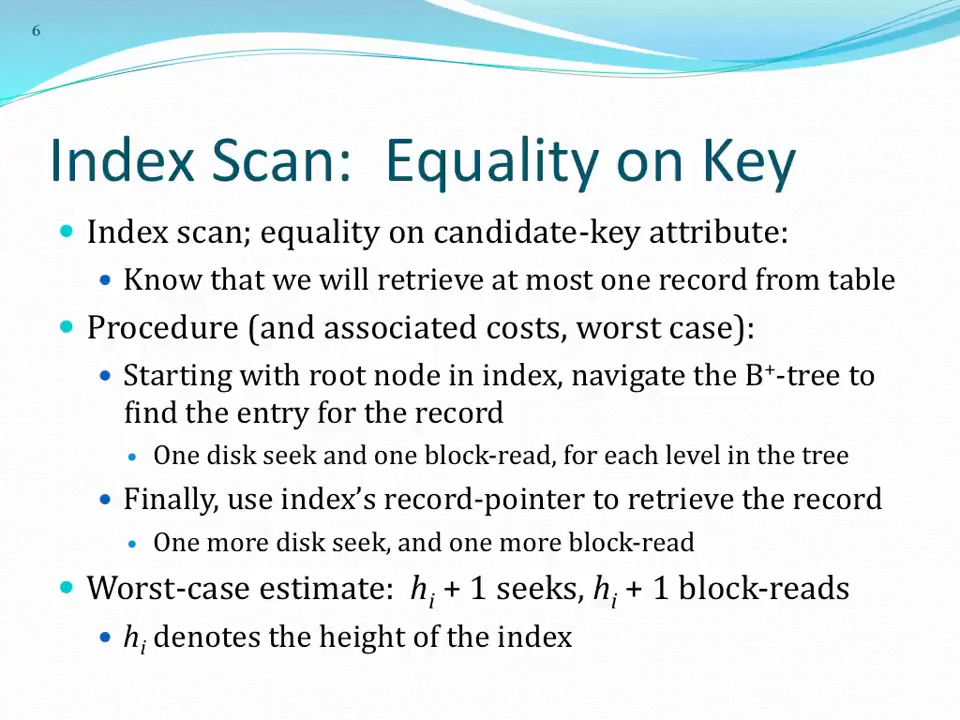 6
Index Scan: Equality on Key
• Index scan; equality on candidate-key attribute:
• Know that we will retrieve at most one record from table
• Procedure (and associated costs, worst case):
• Starting with root node in index, navigate the B⁺-tree to
find the entry for the record
• One disk seek and one block-read, for each level in the tree
• Finally, use index’s record-pointer to retrieve the record
• One more disk seek, and one more block-read
• Worst-case estimate: hᵢ + 1 seeks, hᵢ + 1 block-reads
• hᵢ denotes the height of the index